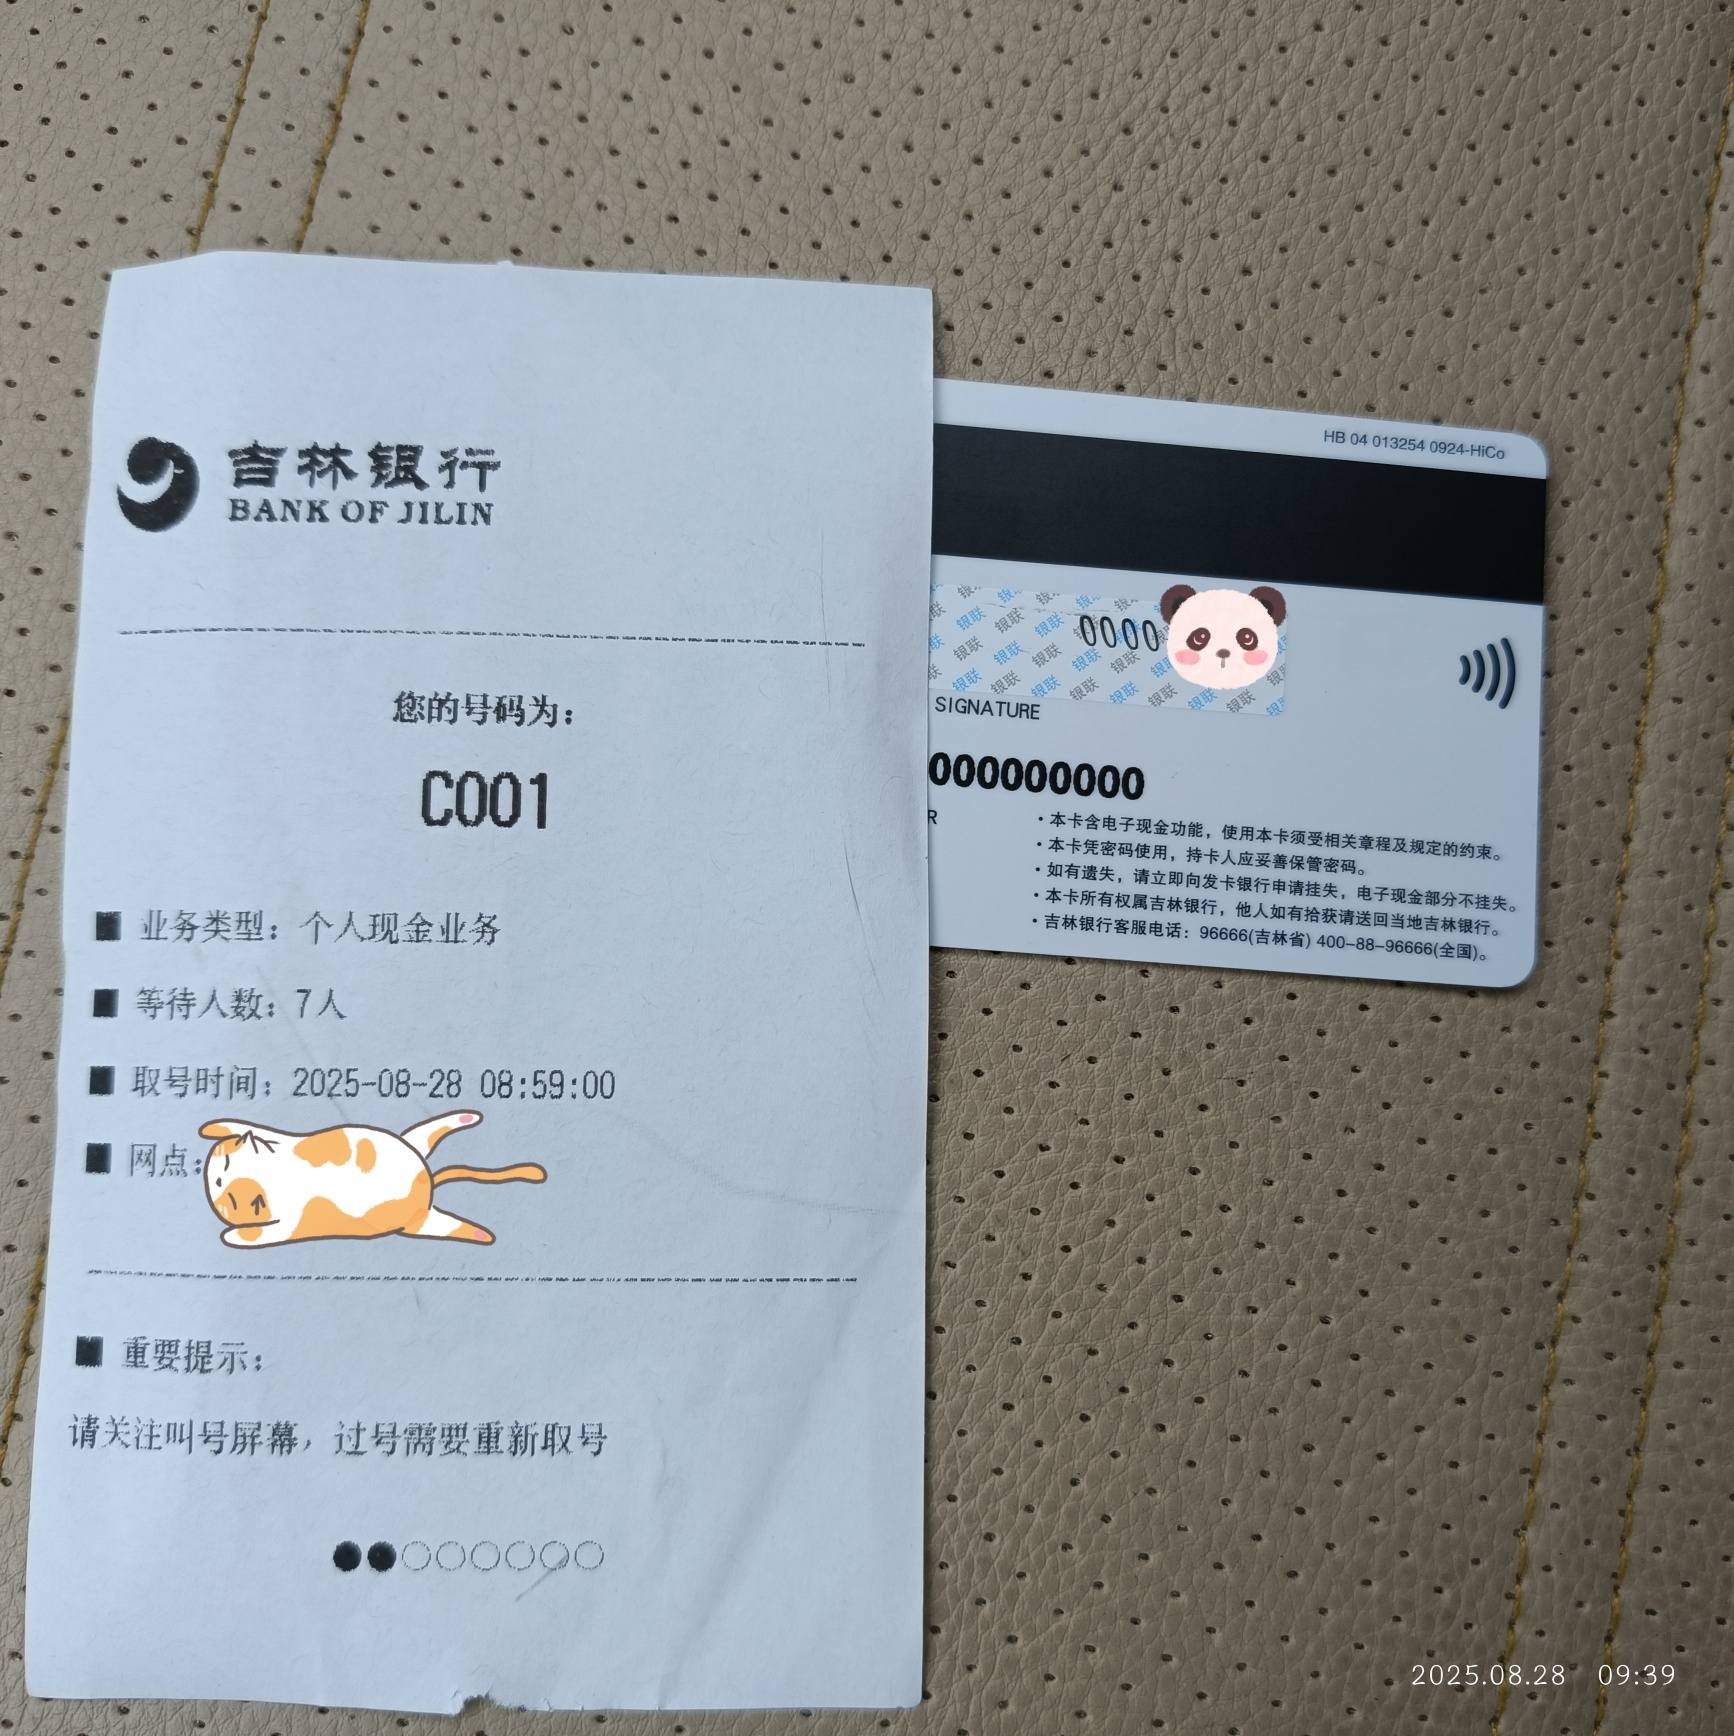 吉林银行
BANK OF JILIN
您的号码为：
C001
■ 业务类型：个人现金业务
■ 等待人数：7人
■ 取号时间：2025-08-28 08:59:00
■ 网点：
■ 重要提示：
请关注叫号屏幕，过号需要重新取号
HB 04 013254 0924-HiCo
银联
0000
SIGNATURE
000000000
R
·本卡含电子现金功能，使用本卡须受相关章程及规定的约束。
·本卡凭密码使用，持卡人应妥善保管密码。
·如有遗失，请立即向发卡银行申请挂失，电子现金部分不挂失。
·本卡所有权属吉林银行，他人如有拾获请送回当地吉林银行。
·吉林银行客服电话：96666(吉林省) 400-88-96666(全国)。
2025.08.28 09:39